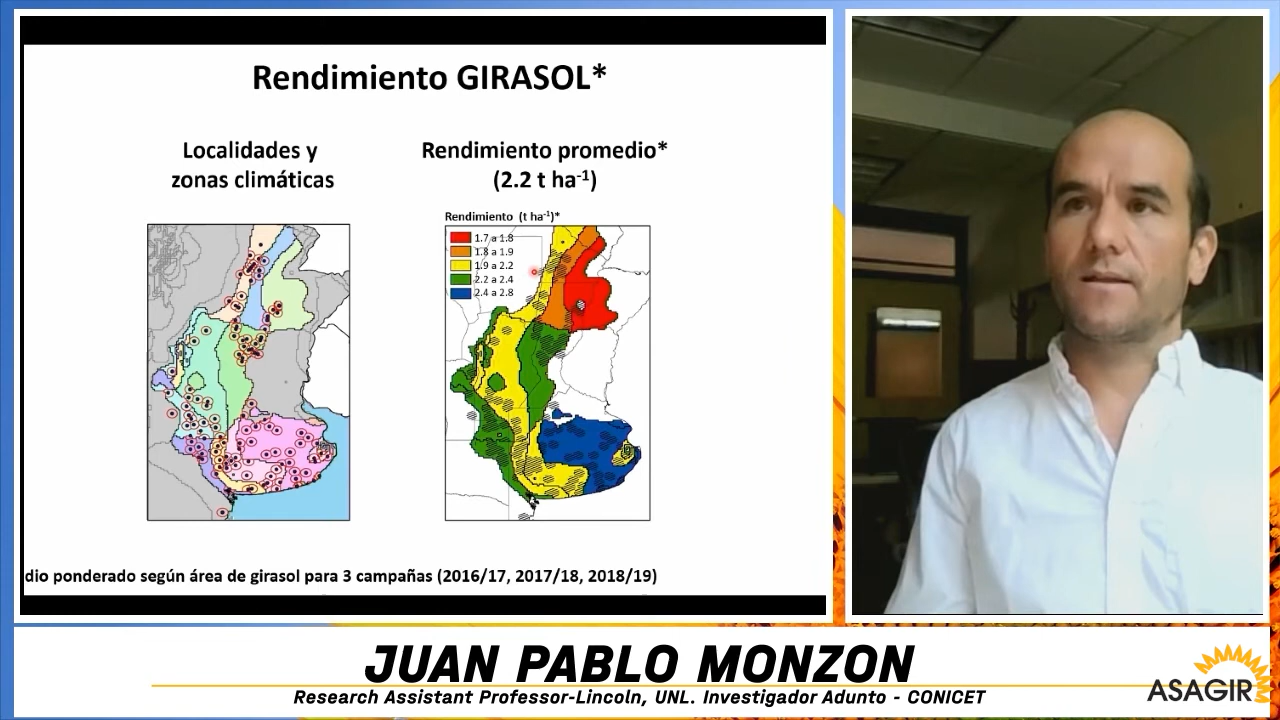 Rendimiento GIRASOL*
Localidades y
zonas climáticas
Rendimiento promedio*
(2.2 t ha-1)
Rendimiento (t ha-1)*
1.7 a 1.8
1.8 a 1.9
1.9 a 2.2
2.2 a 2.4
2.4 a 2.8
dio ponderado según área de girasol para 3 campañas (2016/17, 2017/18, 2018/19)
JUAN PABLO MONZON
Research Assistant Professor-Lincoln, UNL. Investigador Adunto - CONICET
ASAGIR